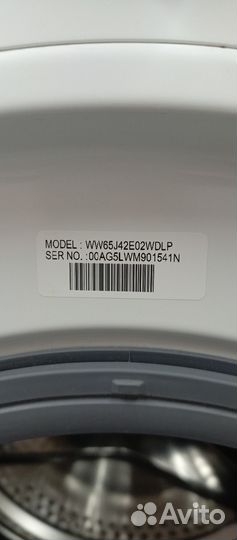 MODEL : WW65J42E02WDLP
SER NO. :00AG5LWM901541N
Avito